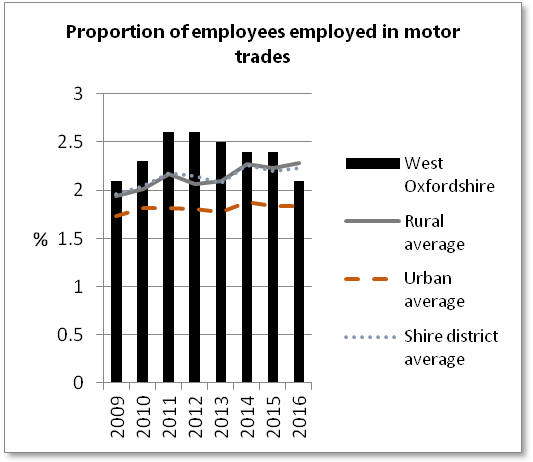 Proportion of employees employed in motor
trades
3
2.5
2
1.5
1
0.5
0
%
2009
2010
2011
2012
2013
2014
2015
2016
West
Oxfordshire
Rural
average
Urban
average
Shire district
average